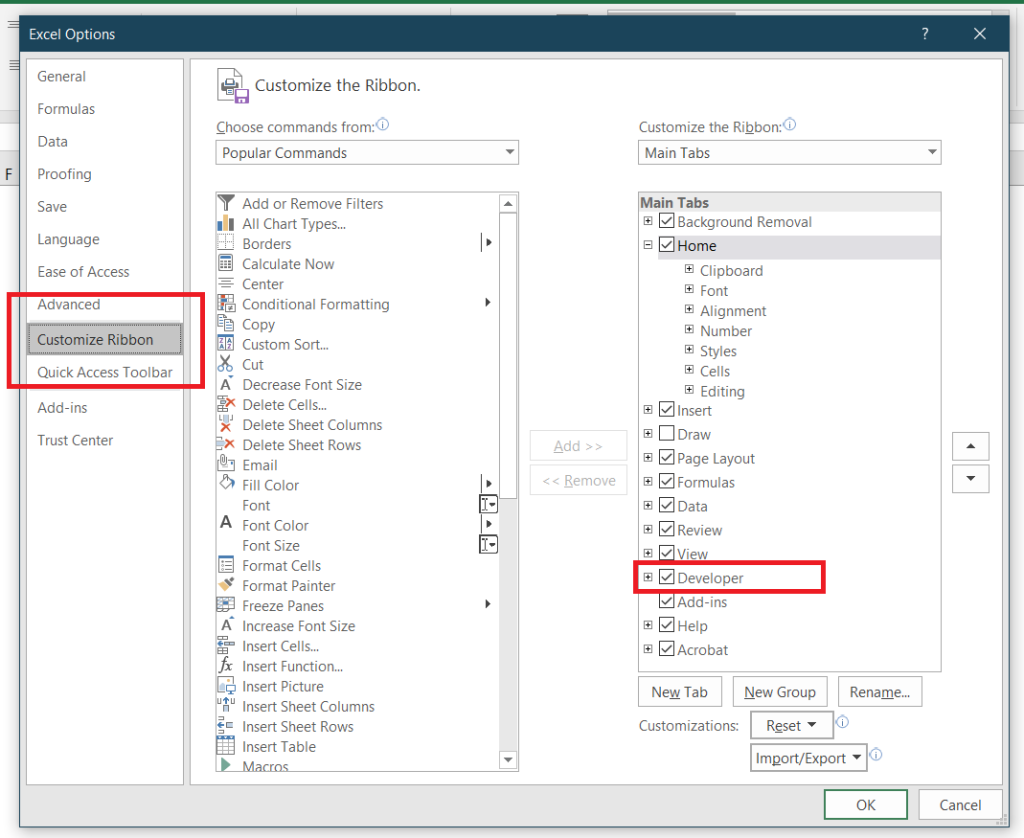 Excel Options
?
General
Formulas
Data
Proofing
Save
Language
Ease of Access
Advanced
Customize Ribbon
Quick Access Toolbar
Add-ins
Trust Center
F
Customize the Ribbon.
Choose commands from:
Popular Commands
Add or Remove Filters
All Chart Types...
Borders
Calculate Now
Center
Conditional Formatting
Copy
Custom Sort...
Cut
Decrease Font Size
Delete Cells...
Delete Sheet Columns
Delete Sheet Rows
Email
Fill Color
Font
Font Color
Font Size
Format Cells
Format Painter
Freeze Panes
Increase Font Size
Insert Cells...
Insert Function...
Insert Picture
Insert Sheet Columns
Insert Sheet Rows
Insert Table
Macros
Add >>
<< Remove
Customize the Ribbon:
Main Tabs
Main Tabs
Background Removal
Home
Clipboard
Font
Alignment
Number
Styles
Cells
Editing
Insert
Draw
Page Layout
Formulas
Data
Review
View
Developer
Add-ins
Help
Acrobat
New Tab
New Group
Rename...
Customizations:
Reset
Import/Export
OK
Cancel